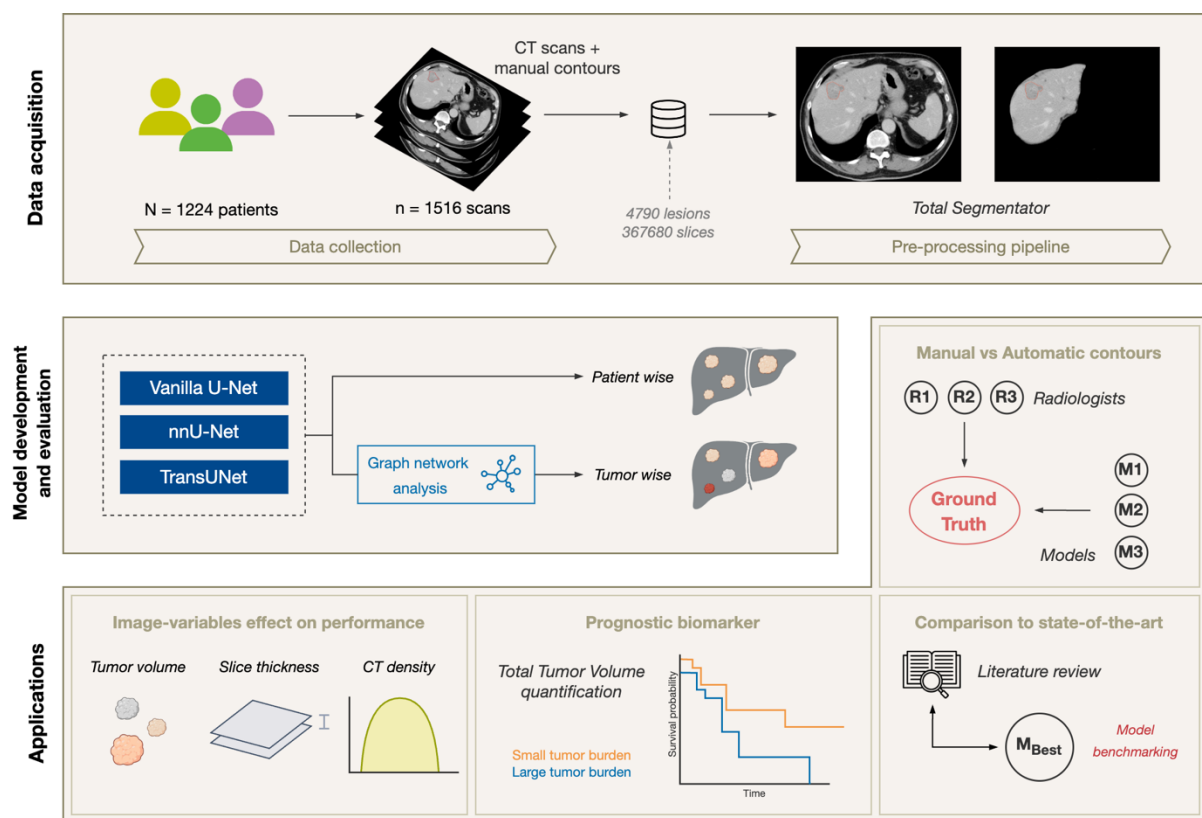 Data acquisition
CT scans +
manual contours
N = 1224 patients
n = 1516 scans
4790 lesions
367680 slices
Total Segmentator
Data collection
Pre-processing pipeline
Model development
and evaluation
Vanilla U-Net
nnU-Net
TransUNet
Patient wise
Graph network
analysis
Tumor wise
Manual vs Automatic contours
R1 R2 R3 Radiologists
Ground
Truth
M1
M2
M3
Models
Applications
Image-variables effect on performance
Tumor volume
Slice thickness
CT density
Prognostic biomarker
Total Tumor Volume
quantification
Small tumor burden
Large tumor burden
Survival probability
Time
Comparison to state-of-the-art
Literature review
MBest
Model
benchmarking